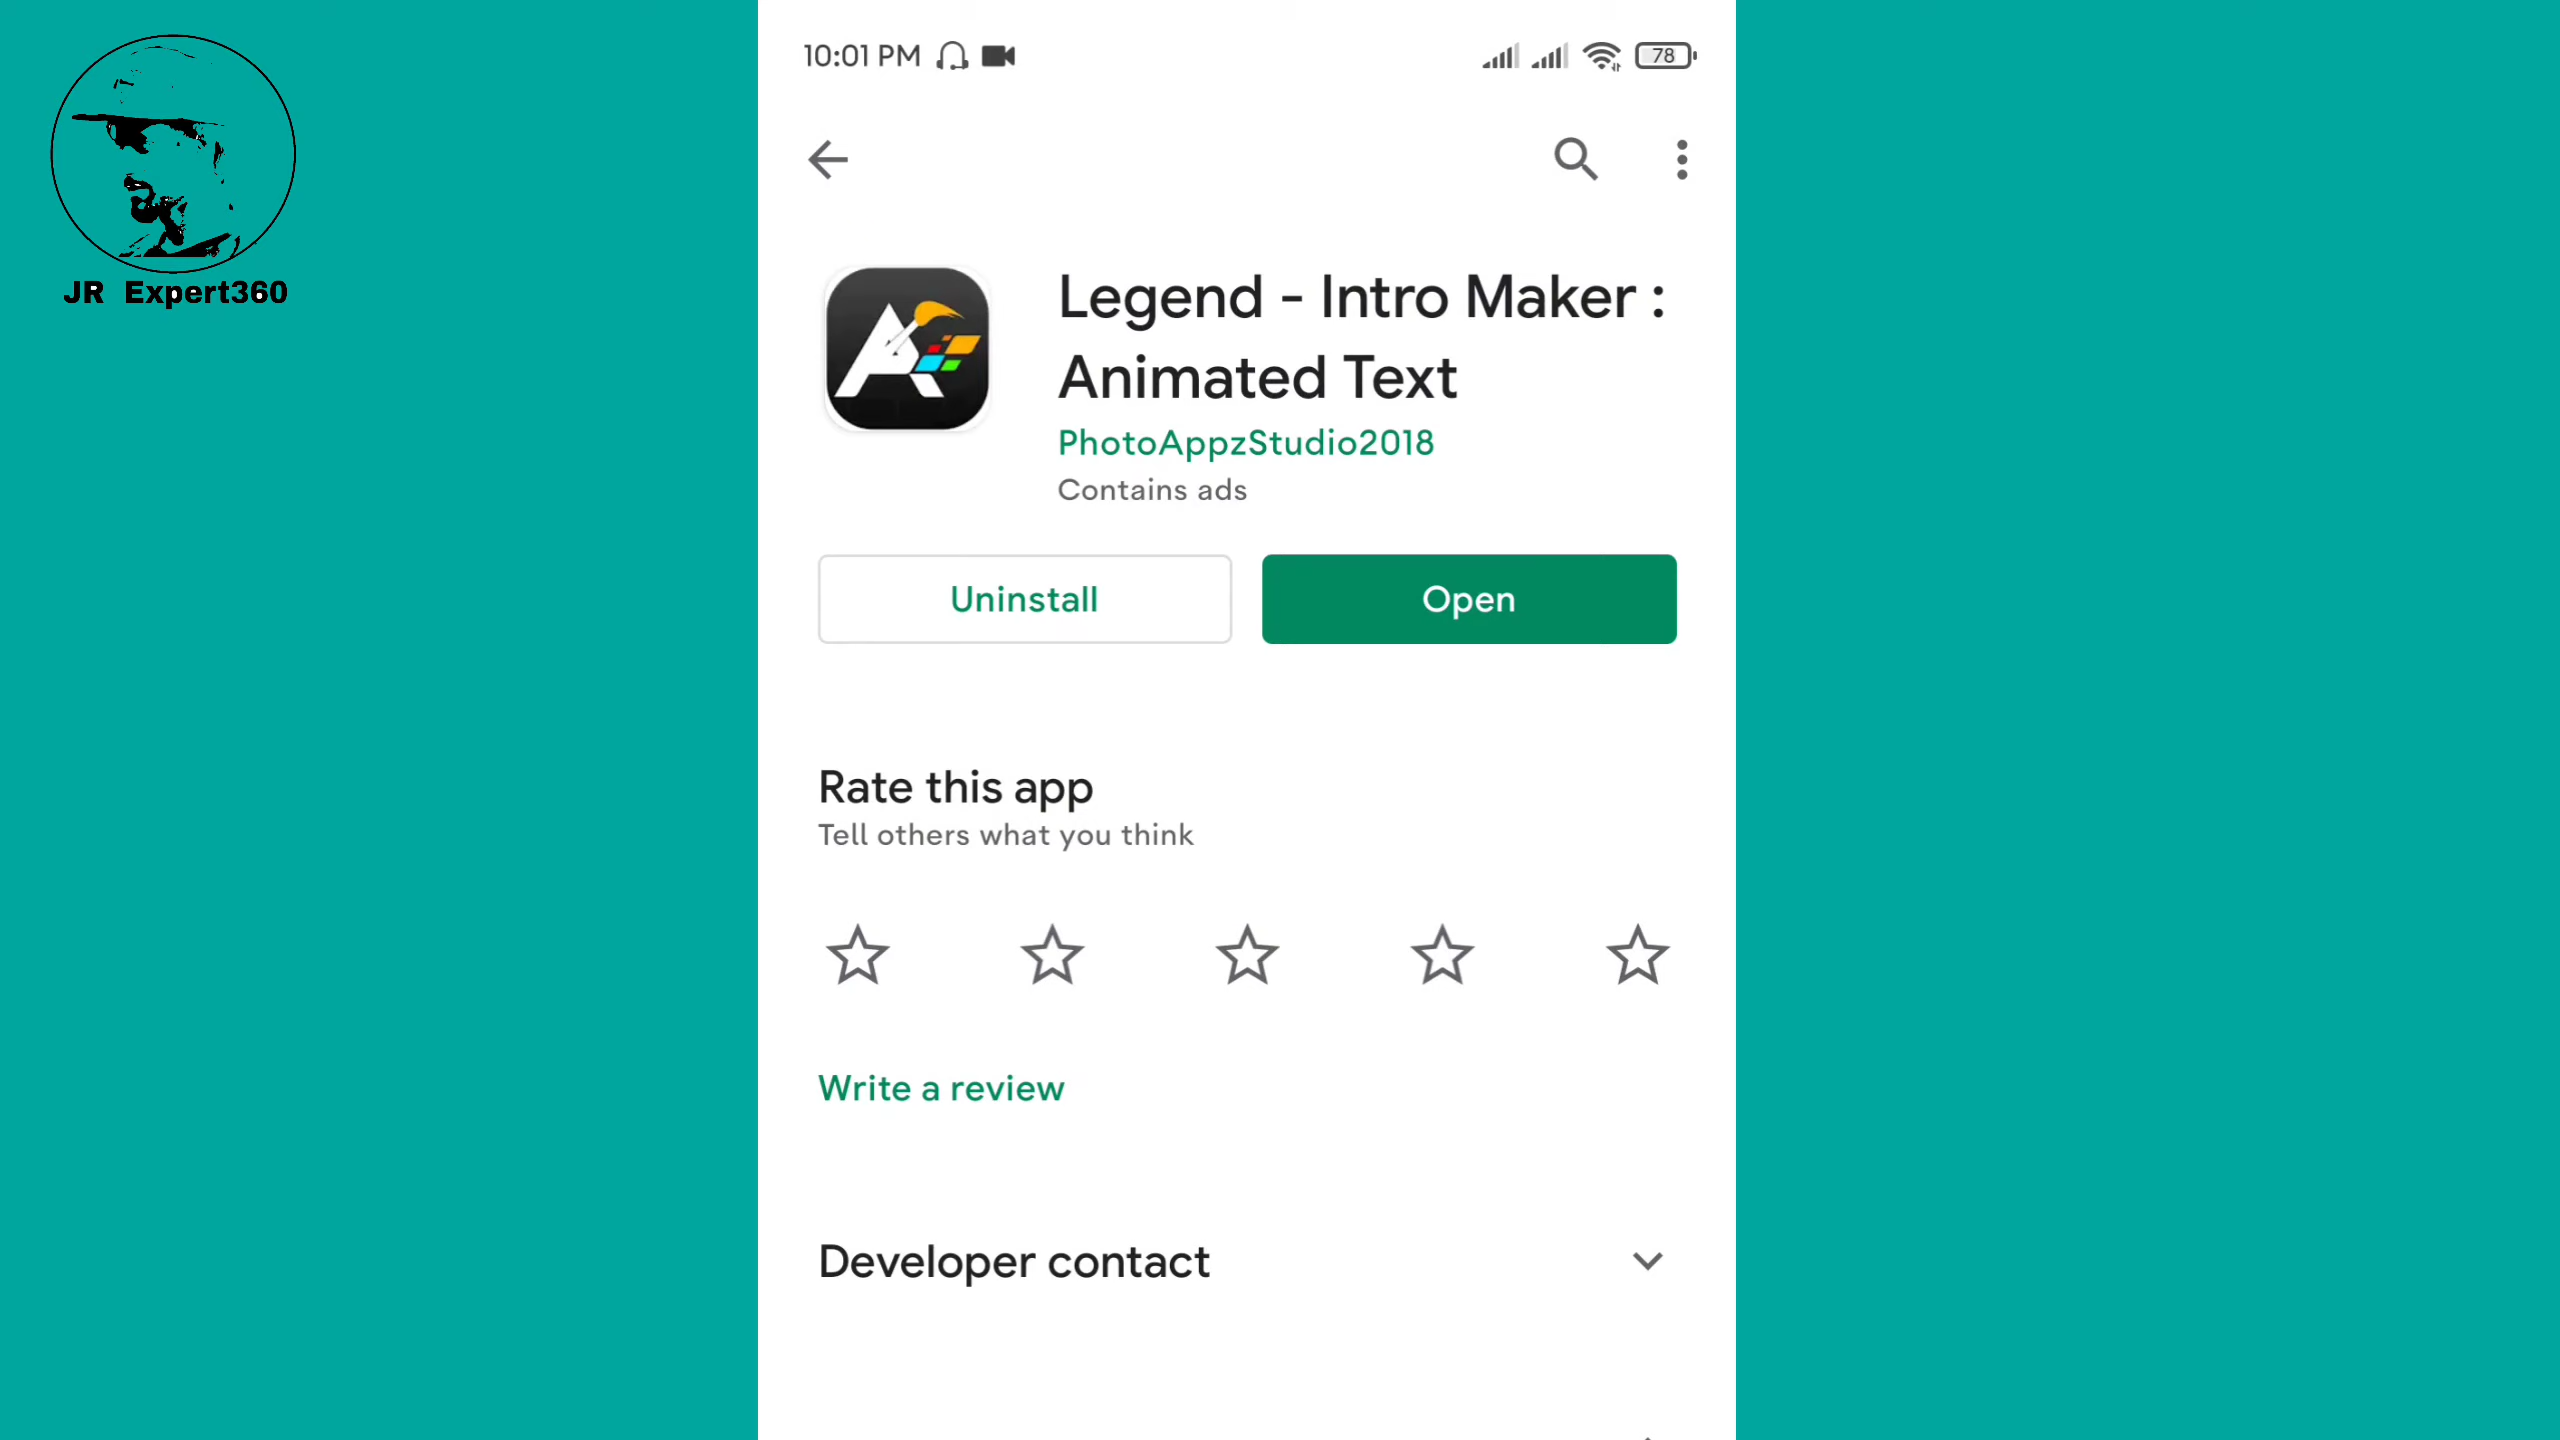 10:01 PM
78
JR Expert360
Legend - Intro Maker :
Animated Text
PhotoAppzStudio2018
Contains ads
Uninstall
Open
Rate this app
Tell others what you think
Write a review
Developer contact